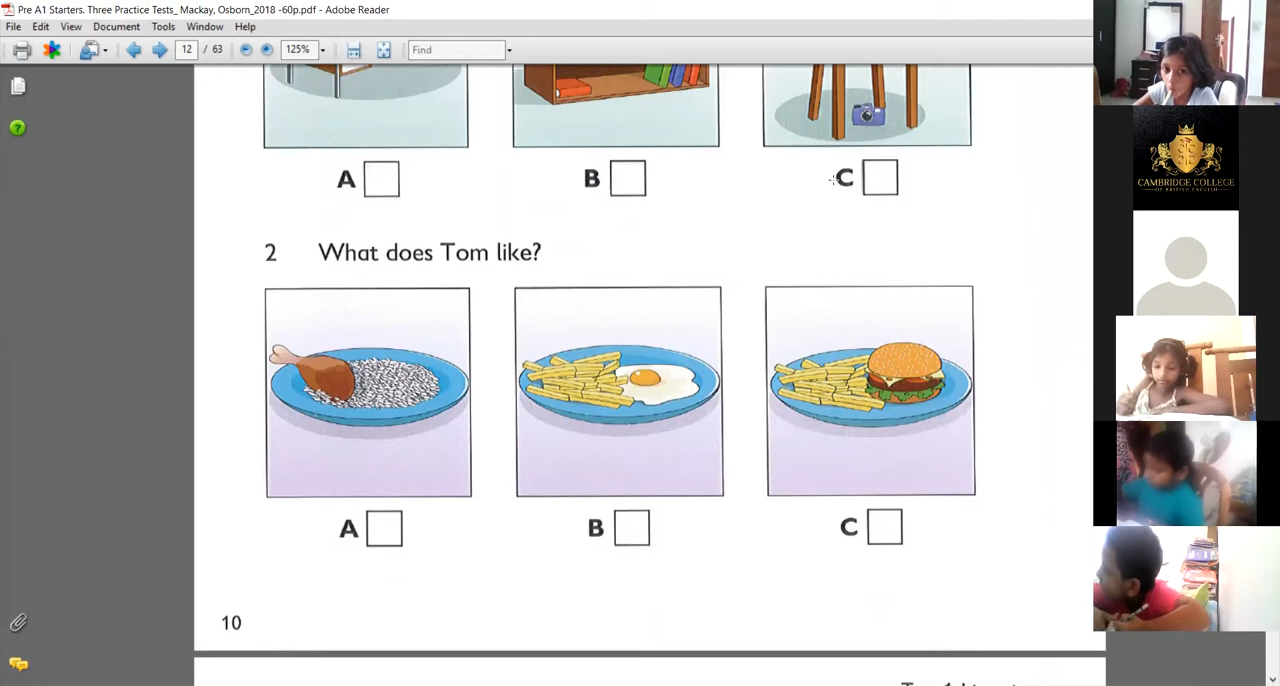 Pre A1 Starters. Three Practice Tests_ Mackay, Osborn_2018 -60p.pdf - Adobe Reader
File Edit View Document Tools Window Help
12 / 63 125% Find
A B C
2 What does Tom like?
A B C
10
CAMBRIDGE COLLEGE
OF BRITISH ENGLISH